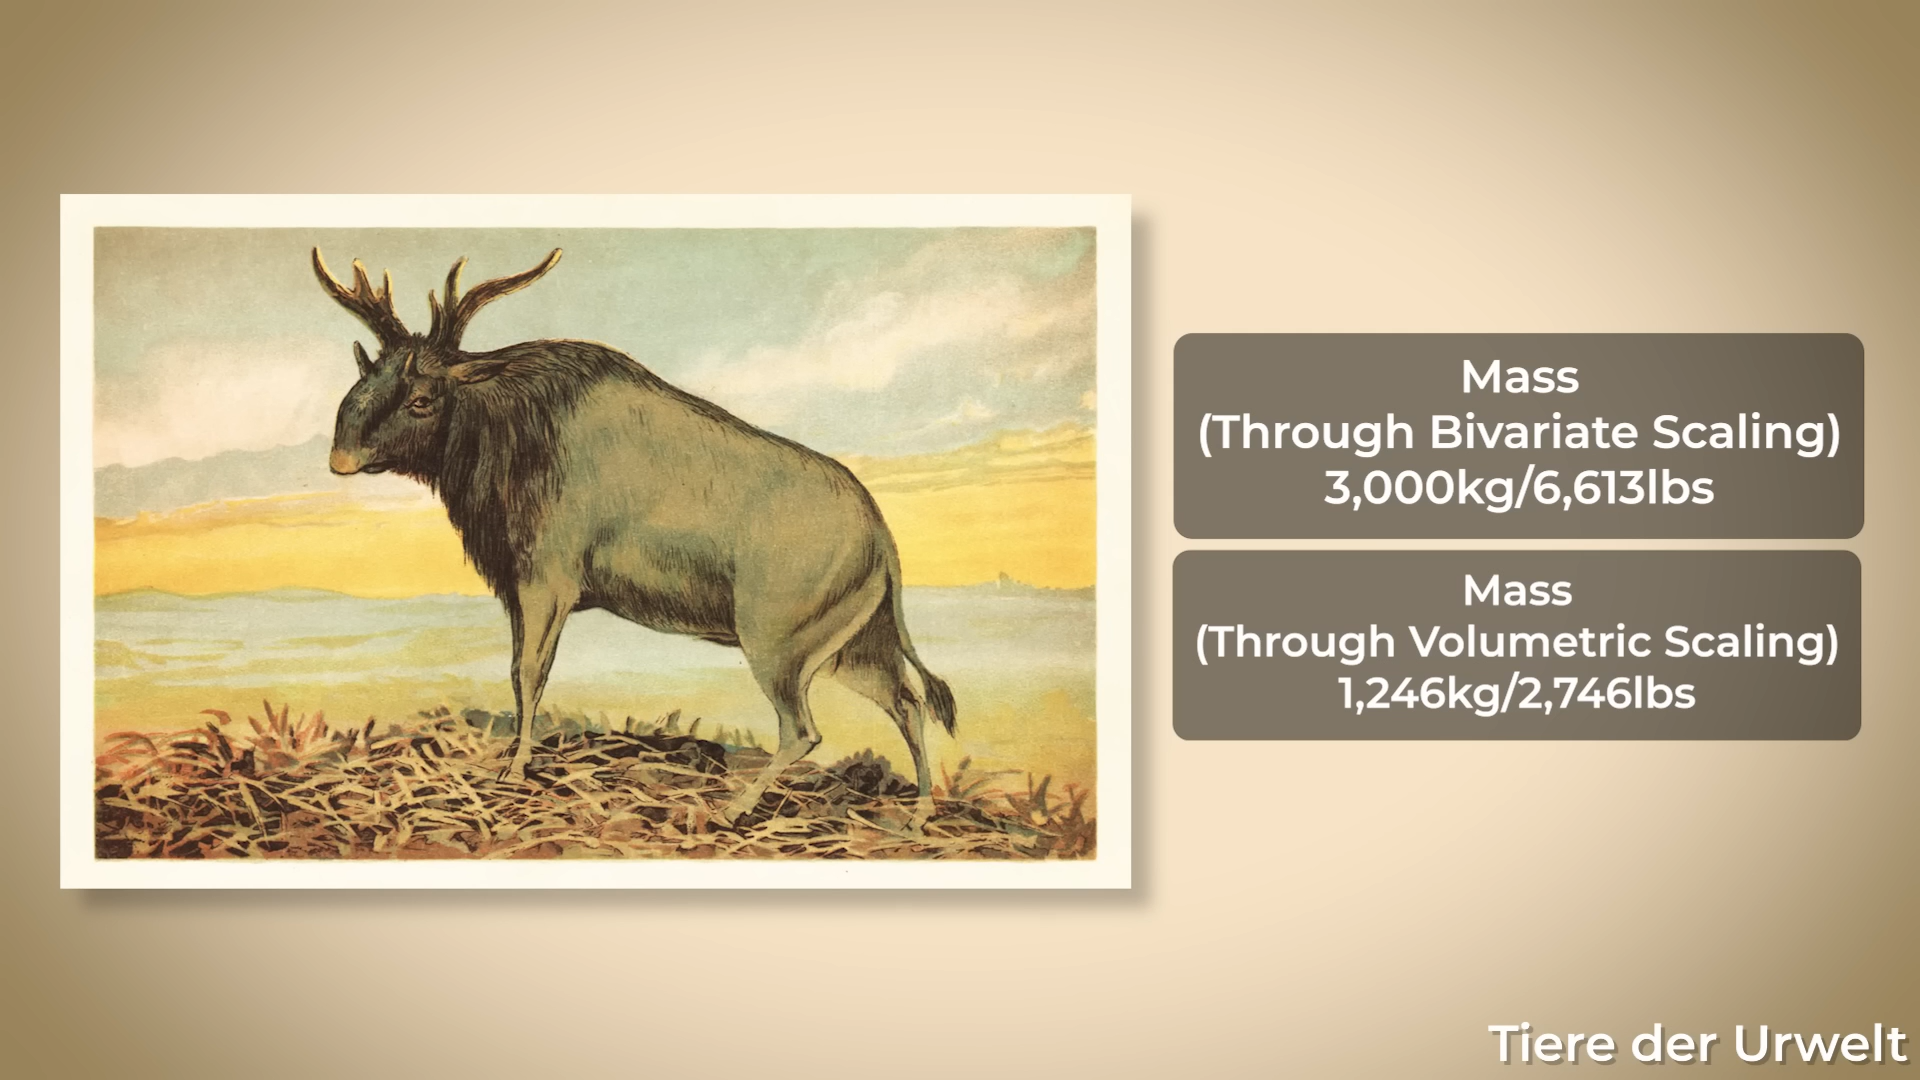 Mass
(Through Bivariate Scaling)
3,000kg/6,613lbs
Mass
(Through Volumetric Scaling)
1,246kg/2,746lbs
Tiere der Urwelt